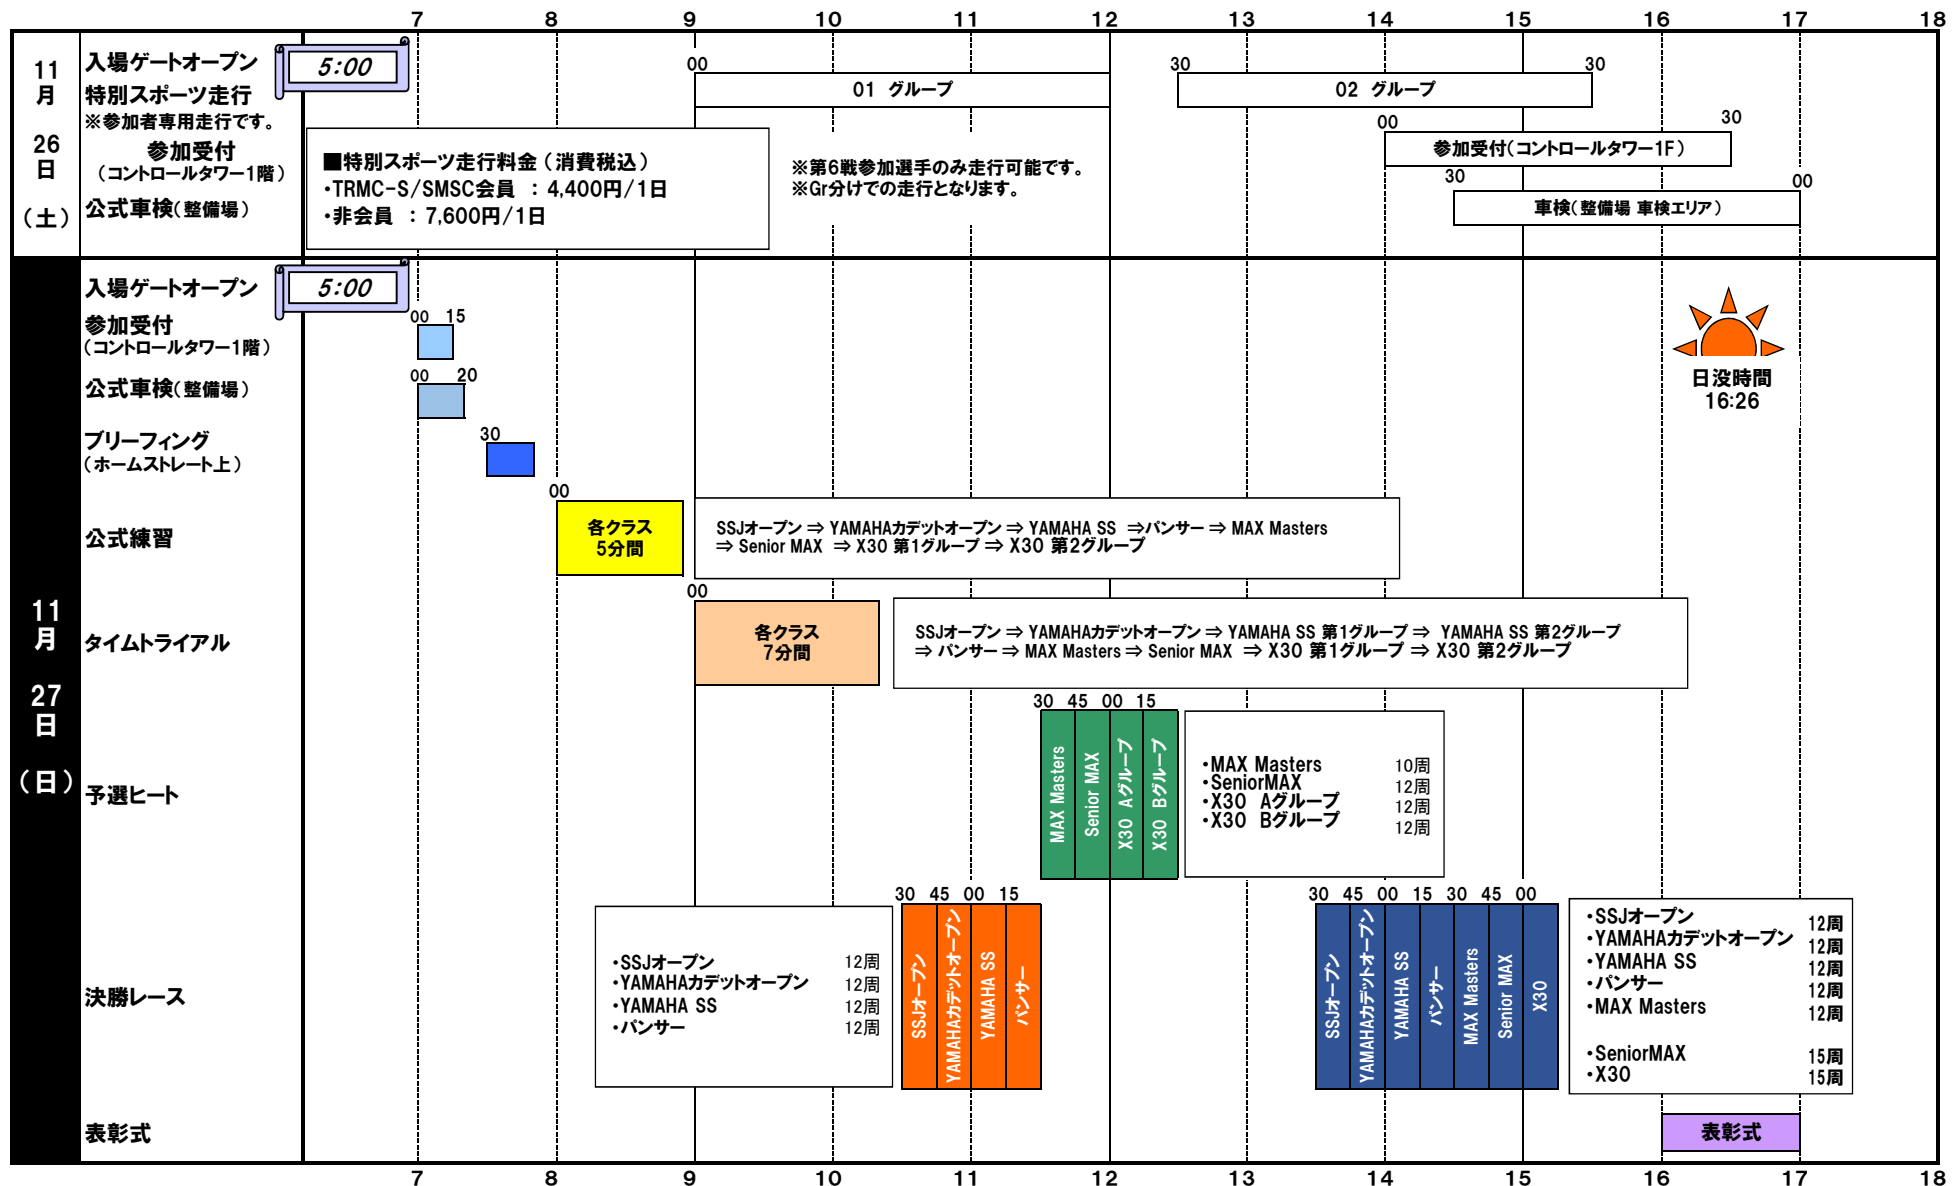 7 8 9 10 11 12 13 14 15 16 17 18
11
月
26
日
（土）
入場ゲートオープン
5:00
特別スポーツ走行
※参加者専用走行です。
00
01 グループ
30
02 グループ
30
参加受付
（コントロールタワー1階）
00
参加受付（コントロールタワー1F）
30
公式車検（整備場）
30
車検（整備場 車検エリア）
00
■特別スポーツ走行料金（消費税込）
・TRMC-S/SMSC会員 ： 4,400円/1日
・非会員 ： 7,600円/1日
※第6戦参加選手のみ走行可能です。
※Gr分けでの走行となります。
11
月
27
日
（日）
入場ゲートオープン
5:00
参加受付
（コントロールタワー1階）
00 15
公式車検（整備場）
00 20
日没時間
16:26
ブリーフィング
（ホームストレート上）
30
公式練習
00
各クラス
5分間
SSJオープン ⇒ YAMAHAカデットオープン ⇒ YAMAHA SS ⇒パンサー ⇒ MAX Masters
⇒ Senior MAX ⇒ X30 第1グループ ⇒ X30 第2グループ
タイムトライアル
00
各クラス
7分間
SSJオープン ⇒ YAMAHAカデットオープン ⇒ YAMAHA SS 第1グループ ⇒ YAMAHA SS 第2グループ
⇒ パンサー ⇒ MAX Masters ⇒ Senior MAX ⇒ X30 第1グループ ⇒ X30 第2グループ
予選ヒート
30 45 00 15
MAX Masters
Senior MAX
X30 Aグループ
X30 Bグループ
・MAX Masters 10周
・SeniorMAX 12周
・X30 Aグループ 12周
・X30 Bグループ 12周
決勝レース
・SSJオープン 12周
・YAMAHAカデットオープン 12周
・YAMAHA SS 12周
・パンサー 12周
30 45 00 15
SSJオープン
YAMAHAカデットオープン
YAMAHA SS
パンサー
30 45 00 15 30 45 00
SSJオープン
YAMAHAカデットオープン
YAMAHA SS
パンサー
MAX Masters
Senior MAX
X30
・SSJオープン 12周
・YAMAHAカデットオープン 12周
・YAMAHA SS 12周
・パンサー 12周
・MAX Masters 12周
・SeniorMAX 15周
・X30 15周
表彰式
表彰式
7 8 9 10 11 12 13 14 15 16 17 18